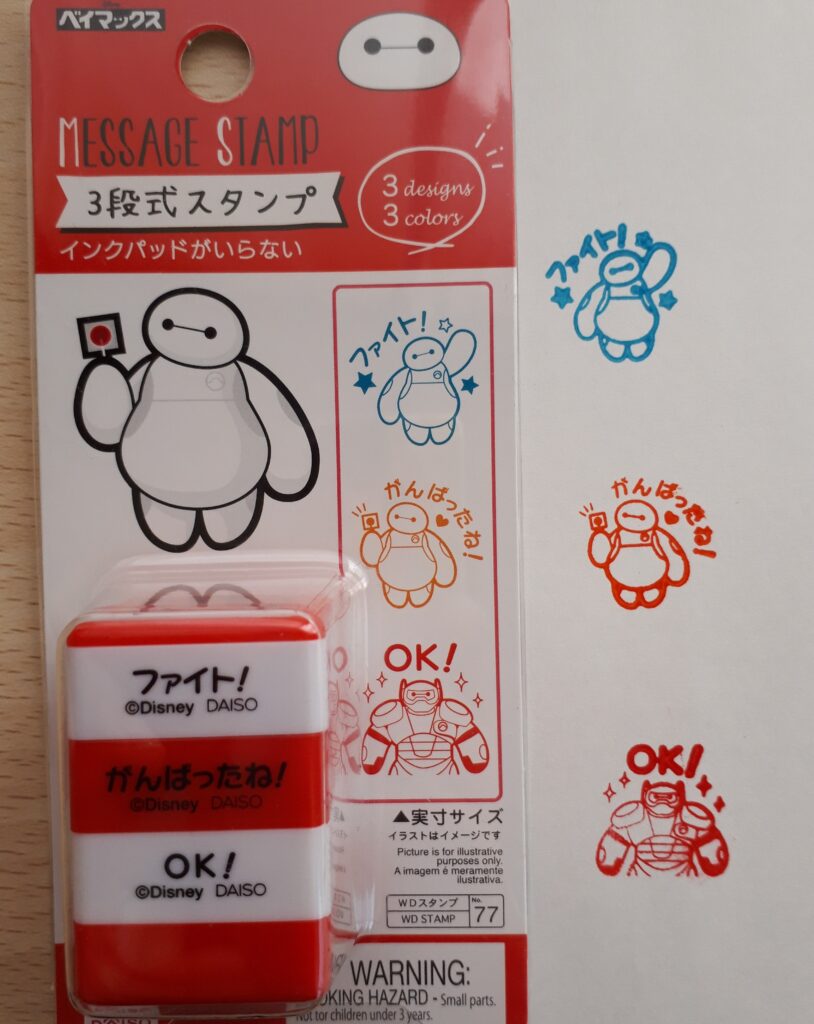 Disney
ベイマックス
MESSAGE STAMP
3段式スタンプ
インクパッドがいらない
3 designs
3 colors
ファイト!
がんばったね!
OK!
▲実寸サイズ
イラストはイメージです
Picture is for illustrative
purposes only.
A imagem é meramente
ilustrativa.
WDスタンプ
WD STAMP
No.
77
WARNING:
OKING HAZARD - Small parts.
Not for children under 3 years.
ファイト!
©Disney DAISO
がんばったね!
©Disney DAISO
OK!
©Disney DAISO
DAISO
ファイト!
がんばったね!
OK!